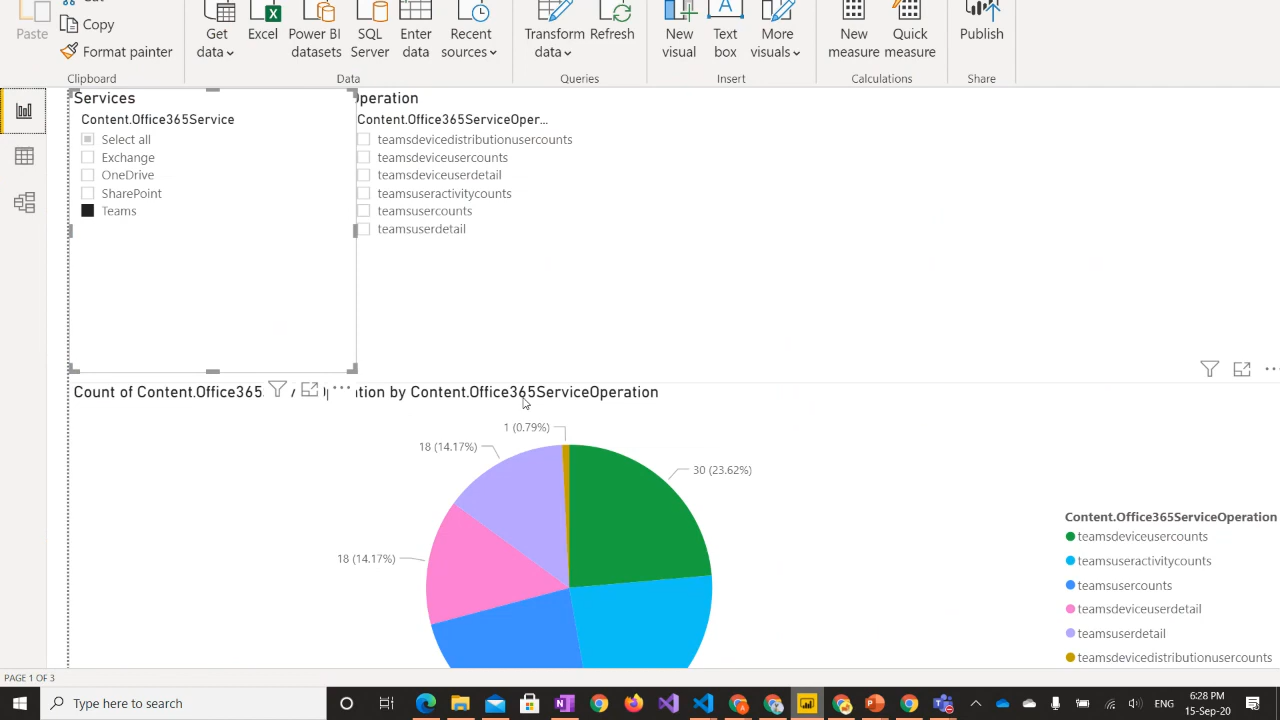 Cut
Paste
Copy
Format painter
Clipboard
Get data
Excel
Power BI datasets
SQL Server
Enter data
Recent sources
Data
Transform data
Refresh
Queries
New visual
Text box
More visuals
Insert
New measure
Quick measure
Calculations
Publish
Share
Services
Content.Office365Service
Select all
Exchange
OneDrive
SharePoint
Teams
Operation
Content.Office365ServiceOper...
teamsdevicedistributionusercounts
teamsdeviceusercounts
teamsdeviceuserdetail
teamsuseractivitycounts
teamsusercounts
teamsuserdetail
Count of Content.Office365 tion by Content.Office365ServiceOperation
1 (0.79%)
18 (14.17%)
30 (23.62%)
18 (14.17%)
Content.Office365ServiceOperation
teamsdeviceusercounts
teamsuseractivitycounts
teamsusercounts
teamsdeviceuserdetail
teamsuserdetail
teamsdevicedistributionusercounts
PAGE 1 OF 3
Type here to search
ENG
6:28 PM
15-Sep-20